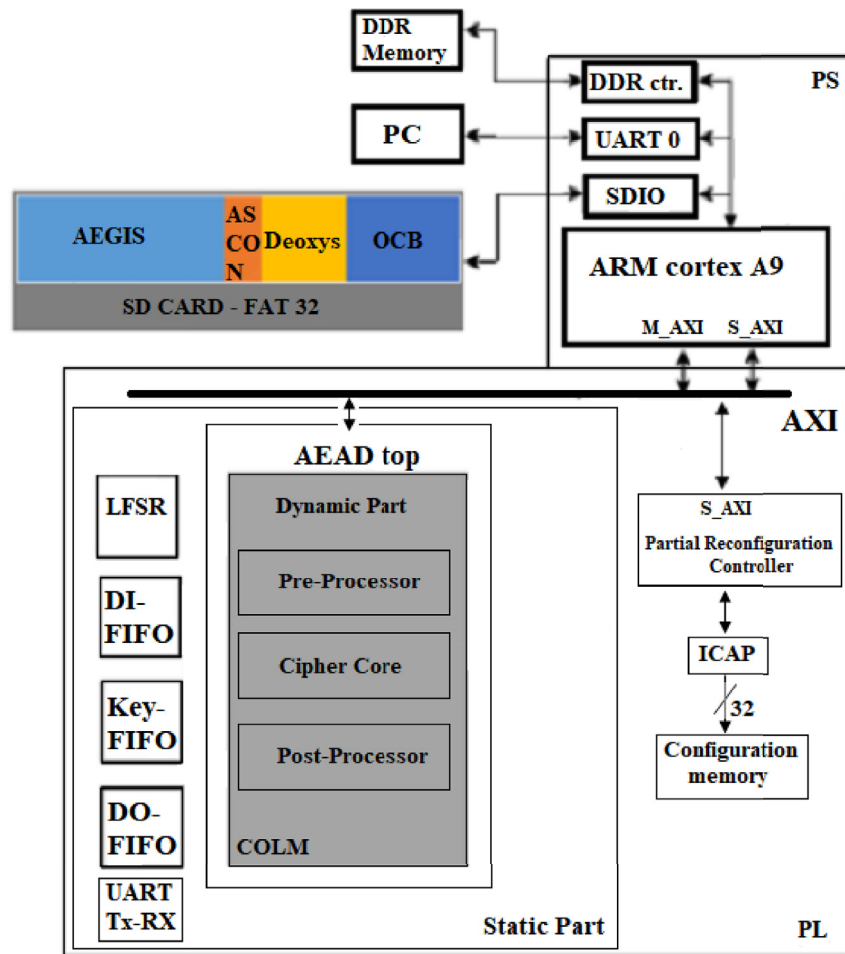 DDR
Memory
PS
DDR ctr.
PC
UART 0
SDIO
AEGIS
AS
CO
N
Deoxys
OCB
SD CARD - FAT 32
ARM cortex A9
M_AXI
S_AXI
AXI
AEAD top
LFSR
Dynamic Part
S_AXI
Partial Reconfiguration
Controller
Pre-Processor
DI-
FIFO
Cipher Core
ICAP
Key-
FIFO
32
Post-Processor
Configuration
memory
DO-
FIFO
COLM
UART
Tx-RX
Static Part
PL